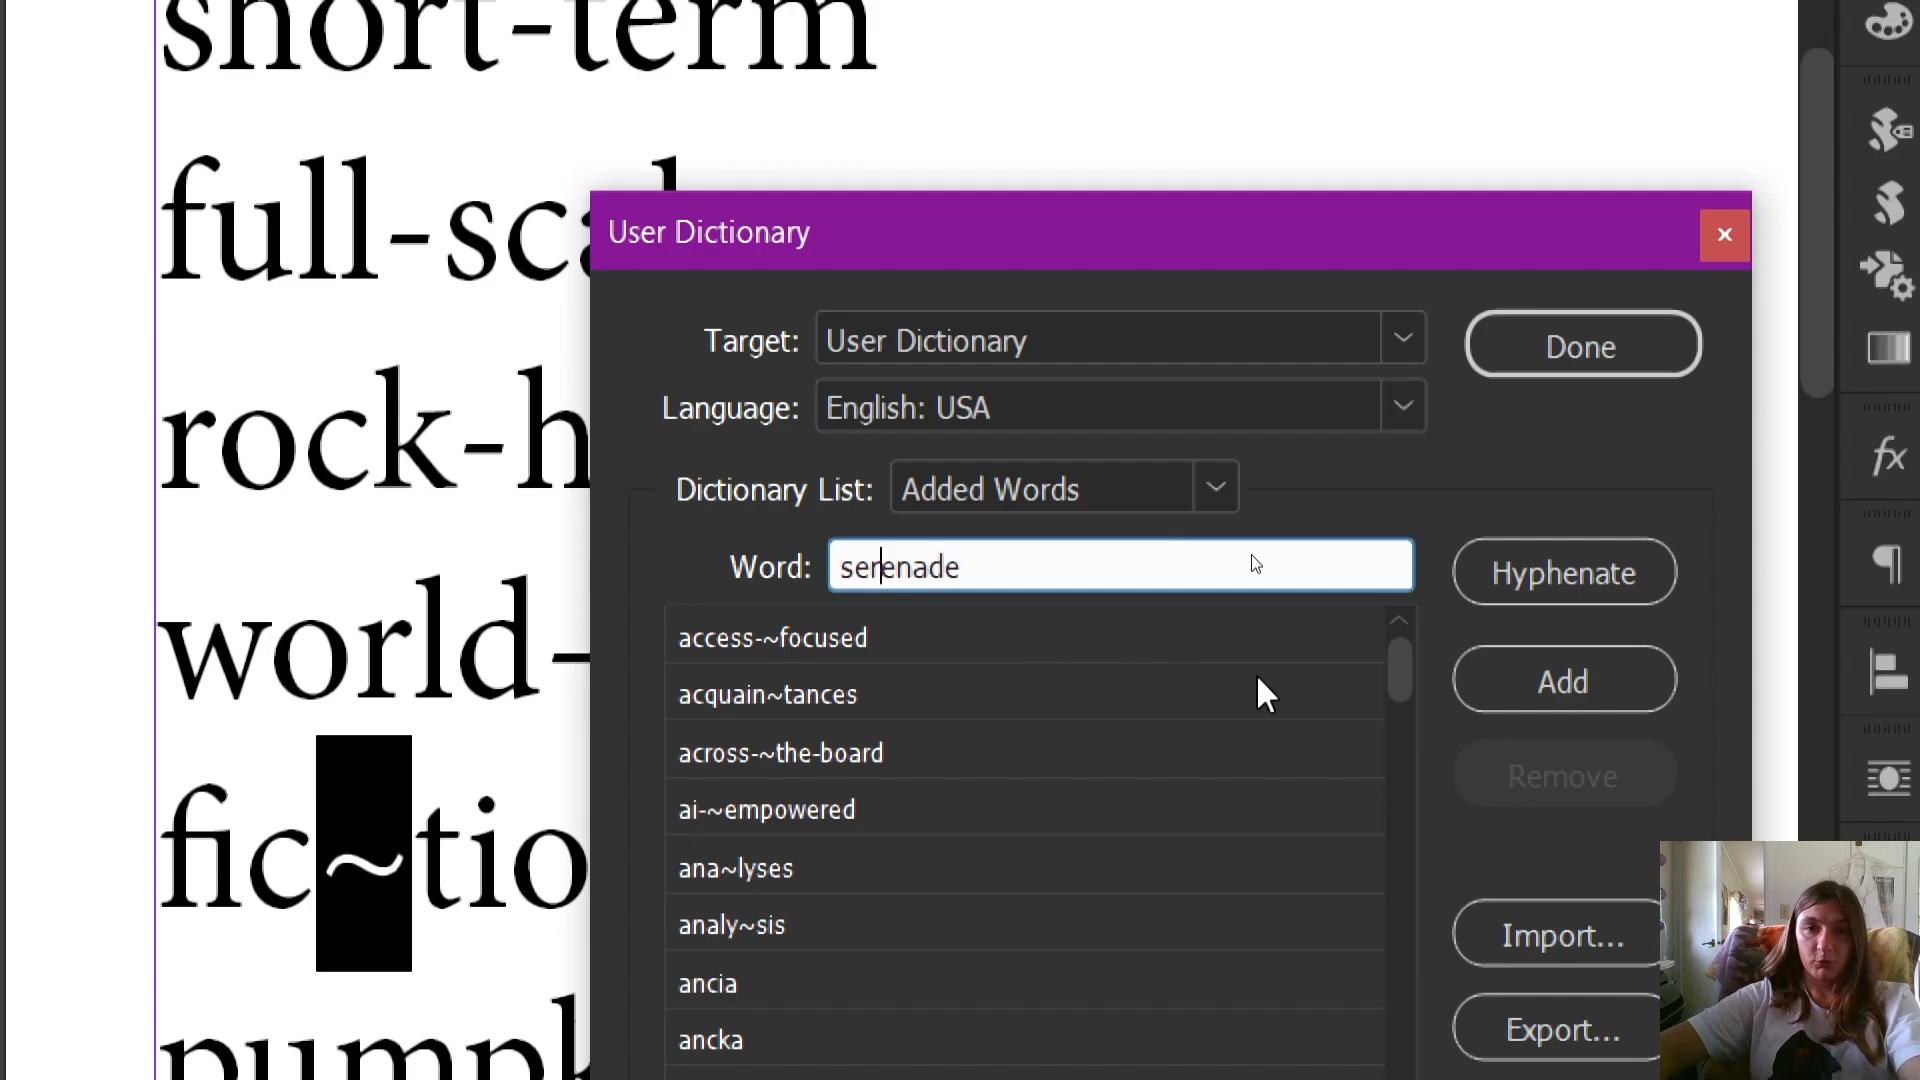 short-term
full-sca
rock-h
world-
fic~tio
pump
User Dictionary
×
Target:
User Dictionary
Done
Language:
English: USA
Dictionary List:
Added Words
Word:
serenade
Hyphenate
access-~focused
acquain~tances
Add
across-~the-board
Remove
ai-~empowered
ana~lyses
analy~sis
Import...
ancia
Export...
ancka
fx
¶